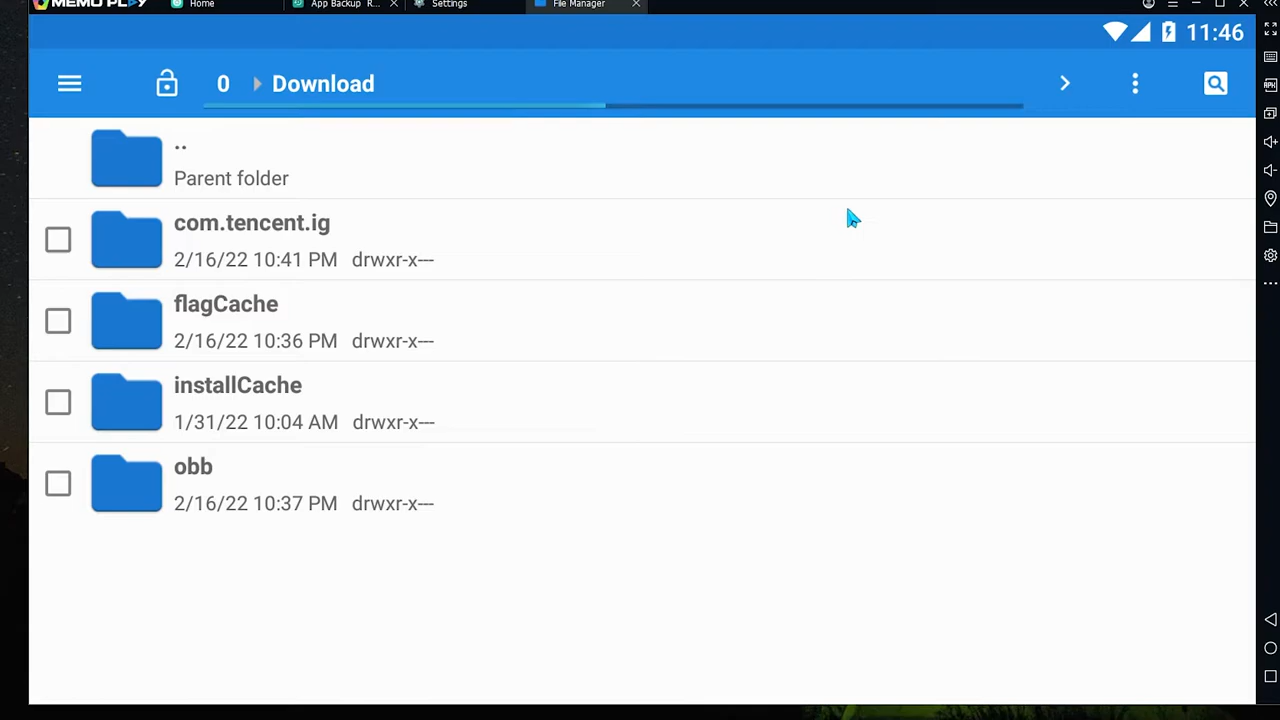 MEMU PLAY
Home
App Backup R...
Settings
File Manager
11:46
0
Download
..
Parent folder
com.tencent.ig
2/16/22 10:41 PM drwxr-x---
flagCache
2/16/22 10:36 PM drwxr-x---
installCache
1/31/22 10:04 AM drwxr-x---
obb
2/16/22 10:37 PM drwxr-x---
APK